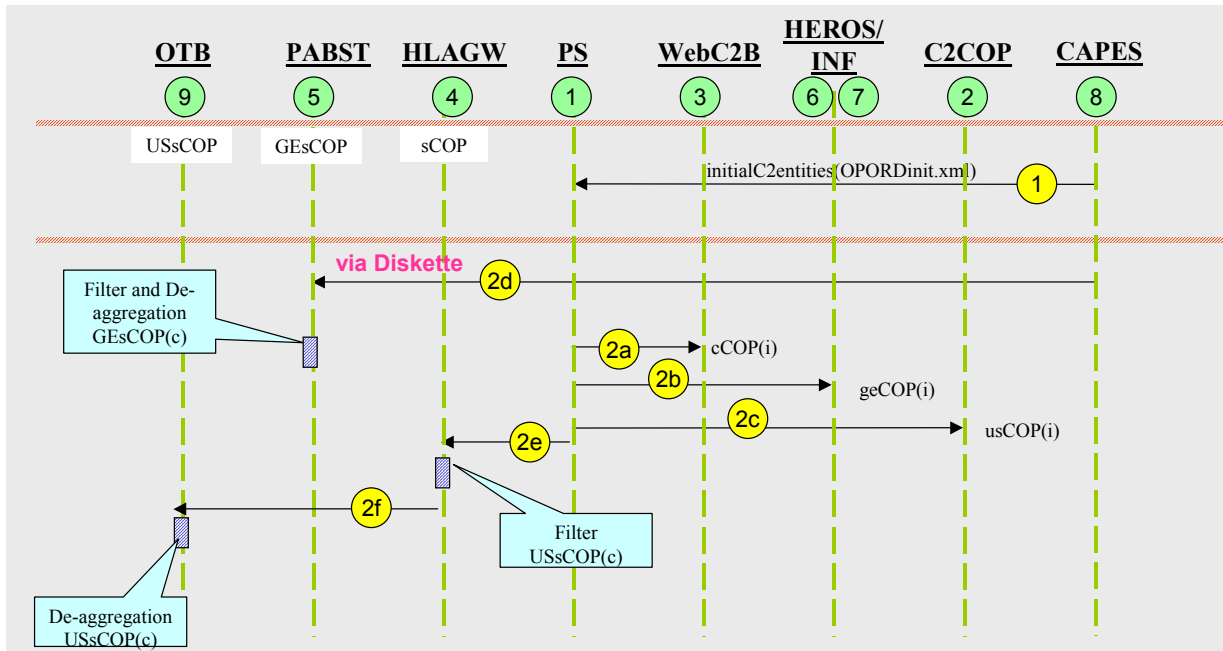 OTB PABST HLAGW PS WebC2B HEROS/ C2COP CAPES
INF
9 5 4 1 3 6 7 2 8
USsCOP GEsCOP sCOP
initialC2entities(OPORDinit.xml) 1
via Diskette 2d
Filter and De-
aggregation
GEsCOP(c)
2a cCOP(i)
2b geCOP(i)
2c usCOP(i)
2e
2f
Filter
USsCOP(c)
De-aggregation
USsCOP(c)